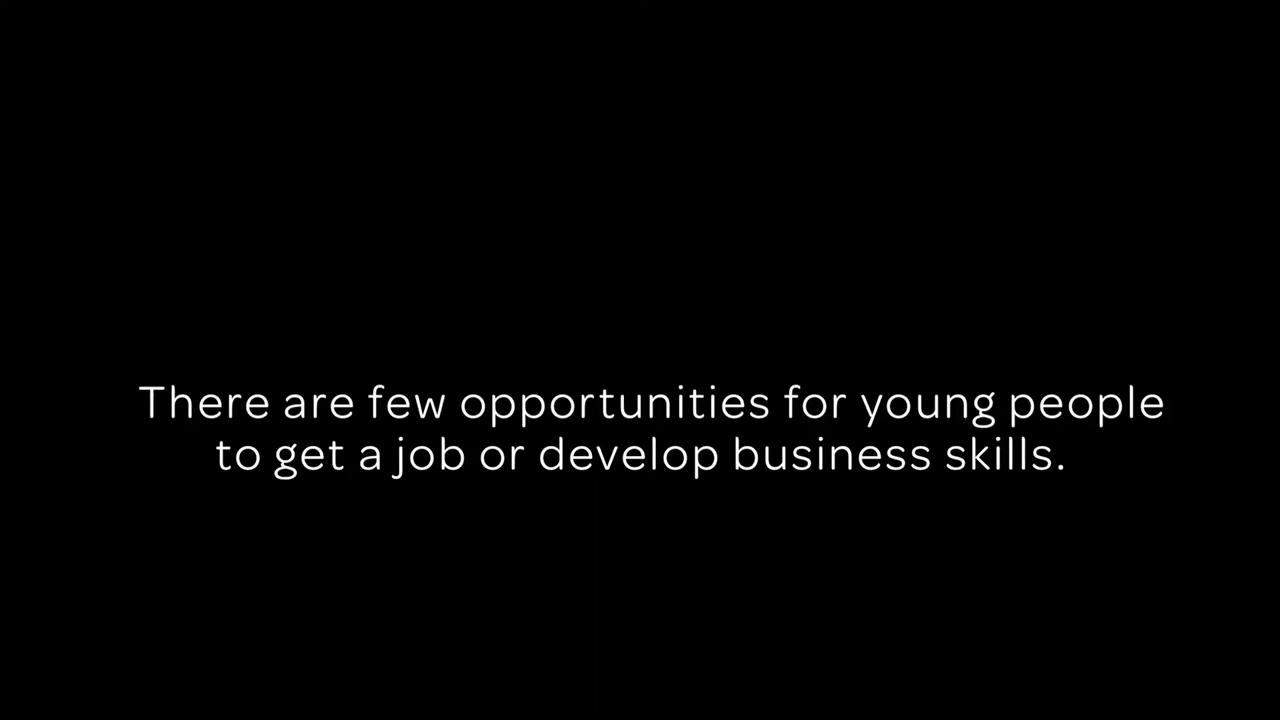 There are few opportunities for young people
to get a job or develop business skills.